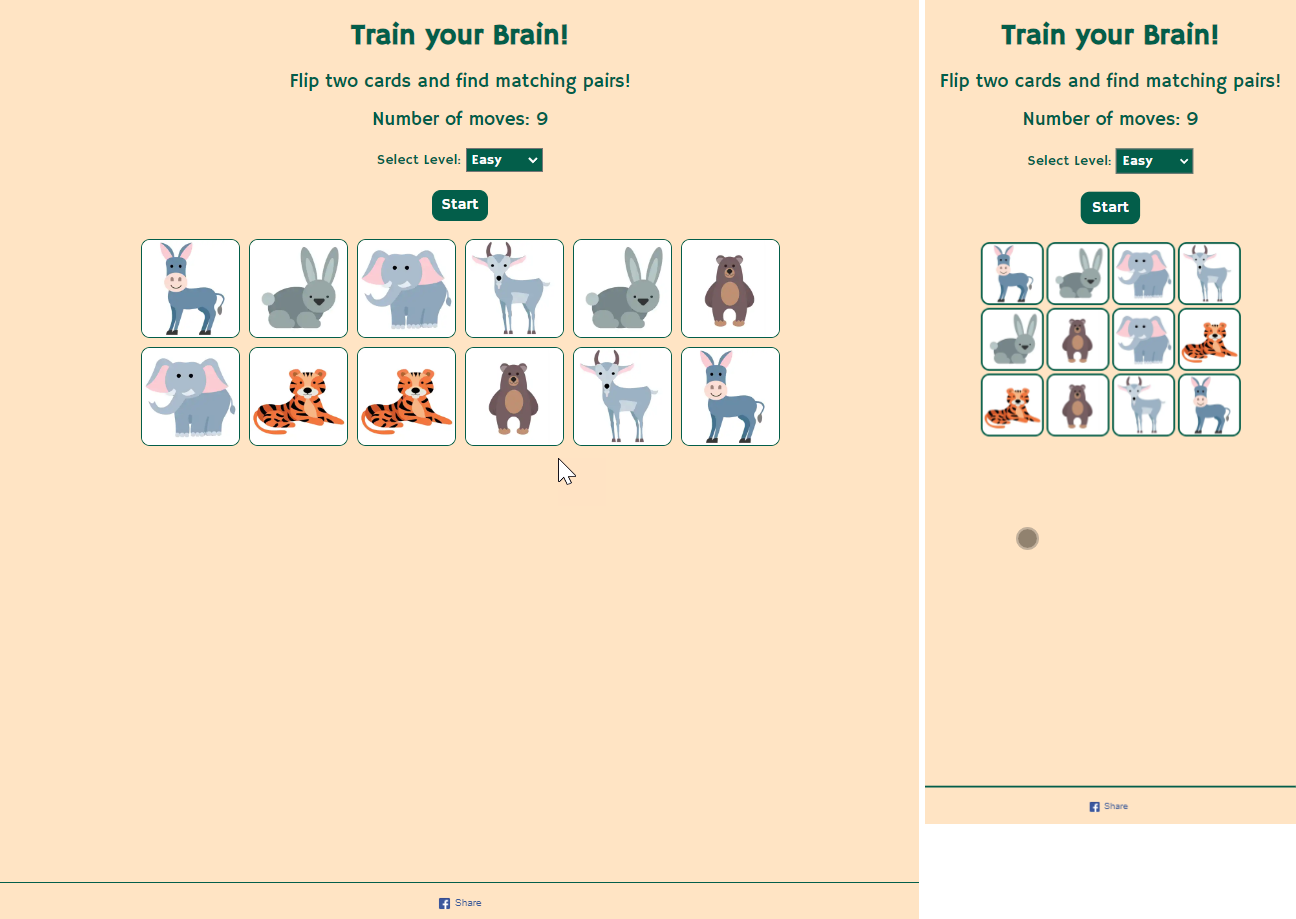 Train your Brain!
Flip two cards and find matching pairs!
Number of moves: 9
Select Level: Easy
Start
Share
Train your Brain!
Flip two cards and find matching pairs!
Number of moves: 9
Select Level: Easy
Start
Share